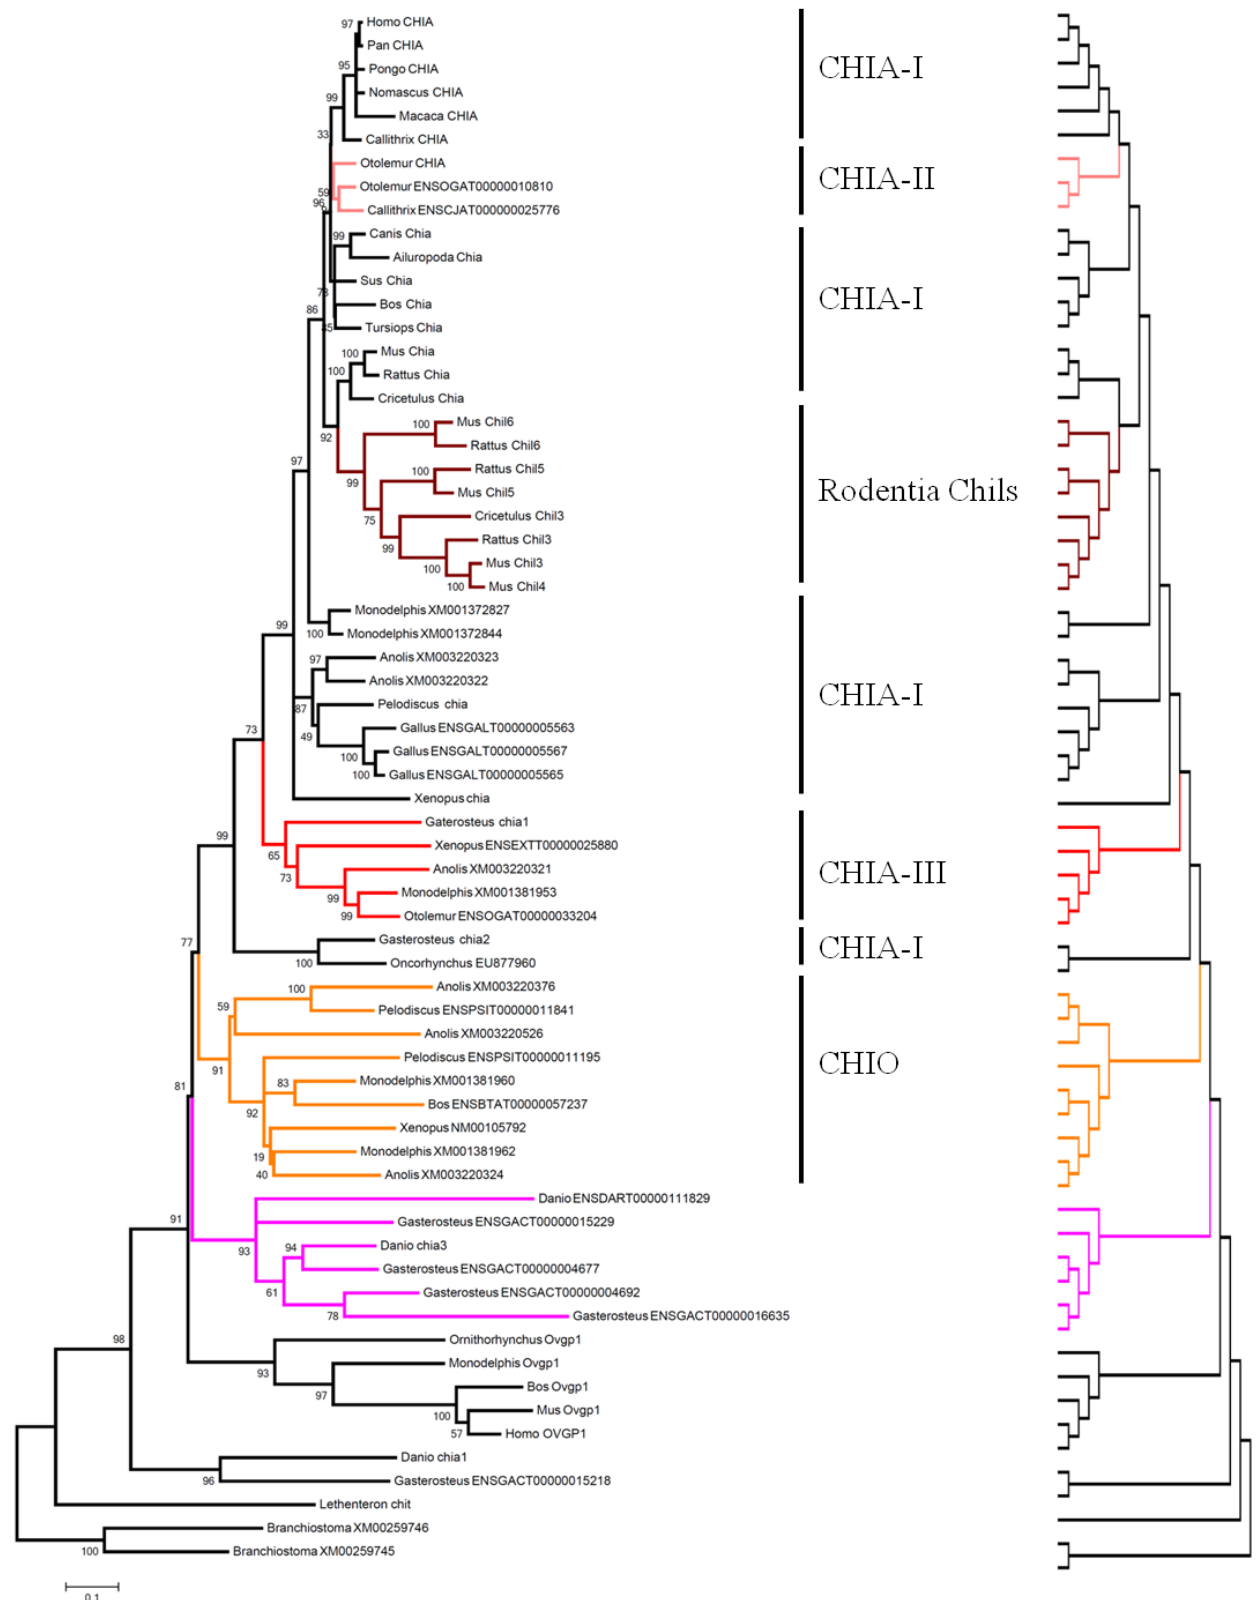 Homo CHIA
97
Pan CHIA
Pongo CHIA
95
Nomascus CHIA
99
Macaca CHIA
33
Callithrix CHIA
CHIA-I
Otolemur CHIA
Otolemur ENSOGAT00000010810
59
96
Callithrix ENSCJAT000000025776
CHIA-II
Canis Chia
99
Ailuropoda Chia
Sus Chia
73
Bos Chia
86
Tursiops Chia
Mus Chia
100
Rattus Chia
100
Cricetulus Chia
CHIA-I
Mus Chil6
100
92
Rattus Chil6
Rattus Chil5
97
100
99
Mus Chil5
Cricetulus Chil3
75
Rattus Chil3
99
Mus Chil3
100
Mus Chil4
100
Rodentia Chils
Monodelphis XM001372827
99
100
Monodelphis XM001372844
Anolis XM003220323
97
Anolis XM003220322
Pelodiscus chia
87
Gallus ENSGALT00000005563
73
49
Gallus ENSGALT00000005567
100
Gallus ENSGALT00000005565
100
Xenopus chia
CHIA-I
Gaterosteus chia1
99
Xenopus ENSEXTT00000025880
65
Anolis XM003220321
73
Monodelphis XM001381953
99
Otolemur ENSOGAT00000033204
99
CHIA-III
Gasterosteus chia2
77
Oncorhynchus EU877960
100
CHIA-I
Anolis XM003220376
100
Pelodiscus ENSPSIT00000011841
59
Anolis XM003220526
Pelodiscus ENSPSIT00000011195
91
Monodelphis XM001381960
83
81
Bos ENSBTAT00000057237
92
Xenopus NM00105792
Monodelphis XM001381962
19
Anolis XM003220324
40
CHIO
Danio ENSDART00000111829
Gasterosteus ENSGACT00000015229
91
Danio chia3
94
93
Gasterosteus ENSGACT00000004677
Gasterosteus ENSGACT00000004692
61
Gasterosteus ENSGACT00000016635
78
Ornithorhynchus Ovgp1
98
Monodelphis Ovgp1
93
Bos Ovgp1
97
Mus Ovgp1
100
Homo OVGP1
57
Danio chia1
Gasterosteus ENSGACT00000015218
96
Lethenteron chit
Branchiostoma XM00259746
Branchiostoma XM00259745
100
0.1